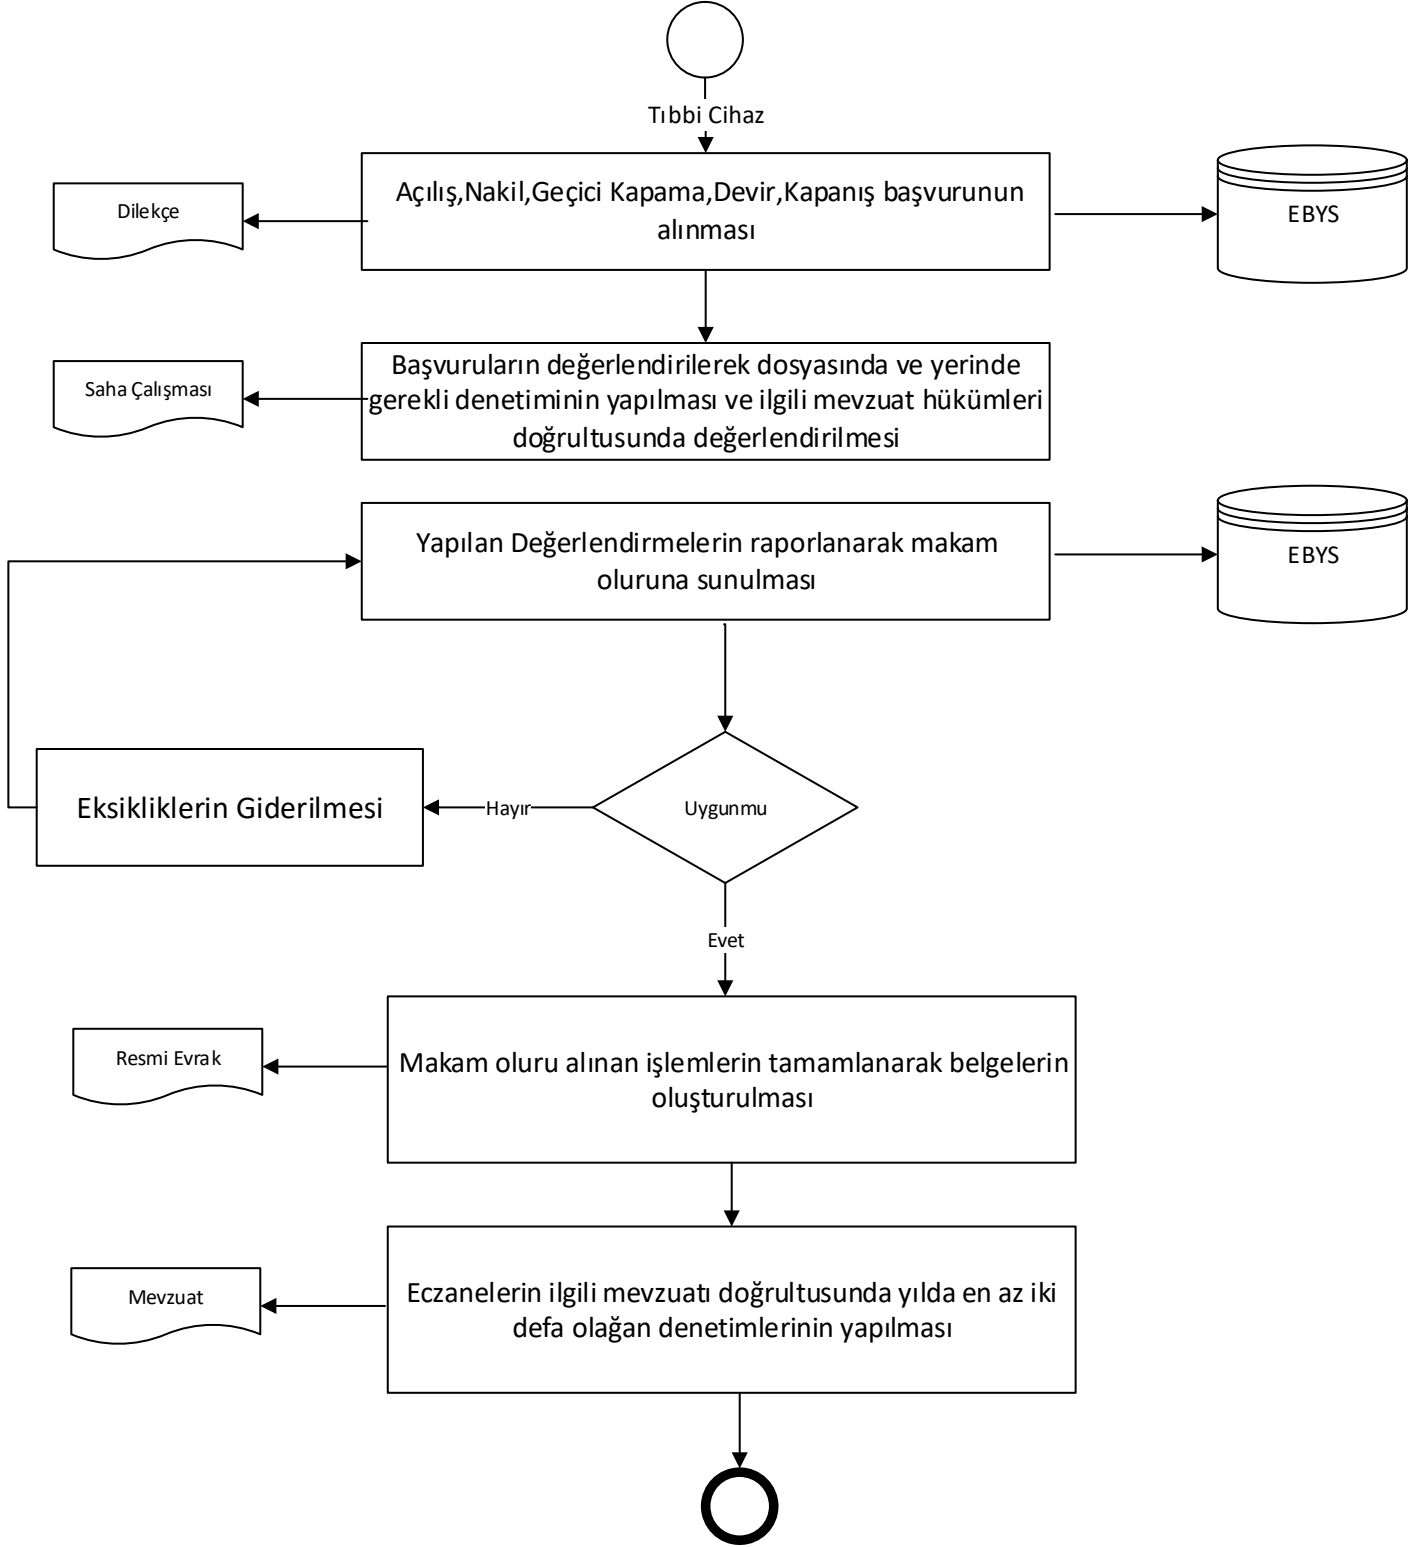 Tıbbi Cihaz
Açılış,Nakil,Geçici Kapama,Devir,Kapanış başvurunun
alınması
Dilekçe
EBYS
Başvuruların değerlendirilerek dosyasında ve yerinde
gerekli denetiminin yapılması ve ilgili mevzuat hükümleri
doğrultusunda değerlendirilmesi
Saha Çalışması
Yapılan Değerlendirmelerin raporlanarak makam
oluruna sunulması
EBYS
Eksikliklerin Giderilmesi
Hayır
Uygunmu
Evet
Makam oluru alınan işlemlerin tamamlanarak belgelerin
oluşturulması
Resmi Evrak
Eczanelerin ilgili mevzuatı doğrultusunda yılda en az iki
defa olağan denetimlerinin yapılması
Mevzuat